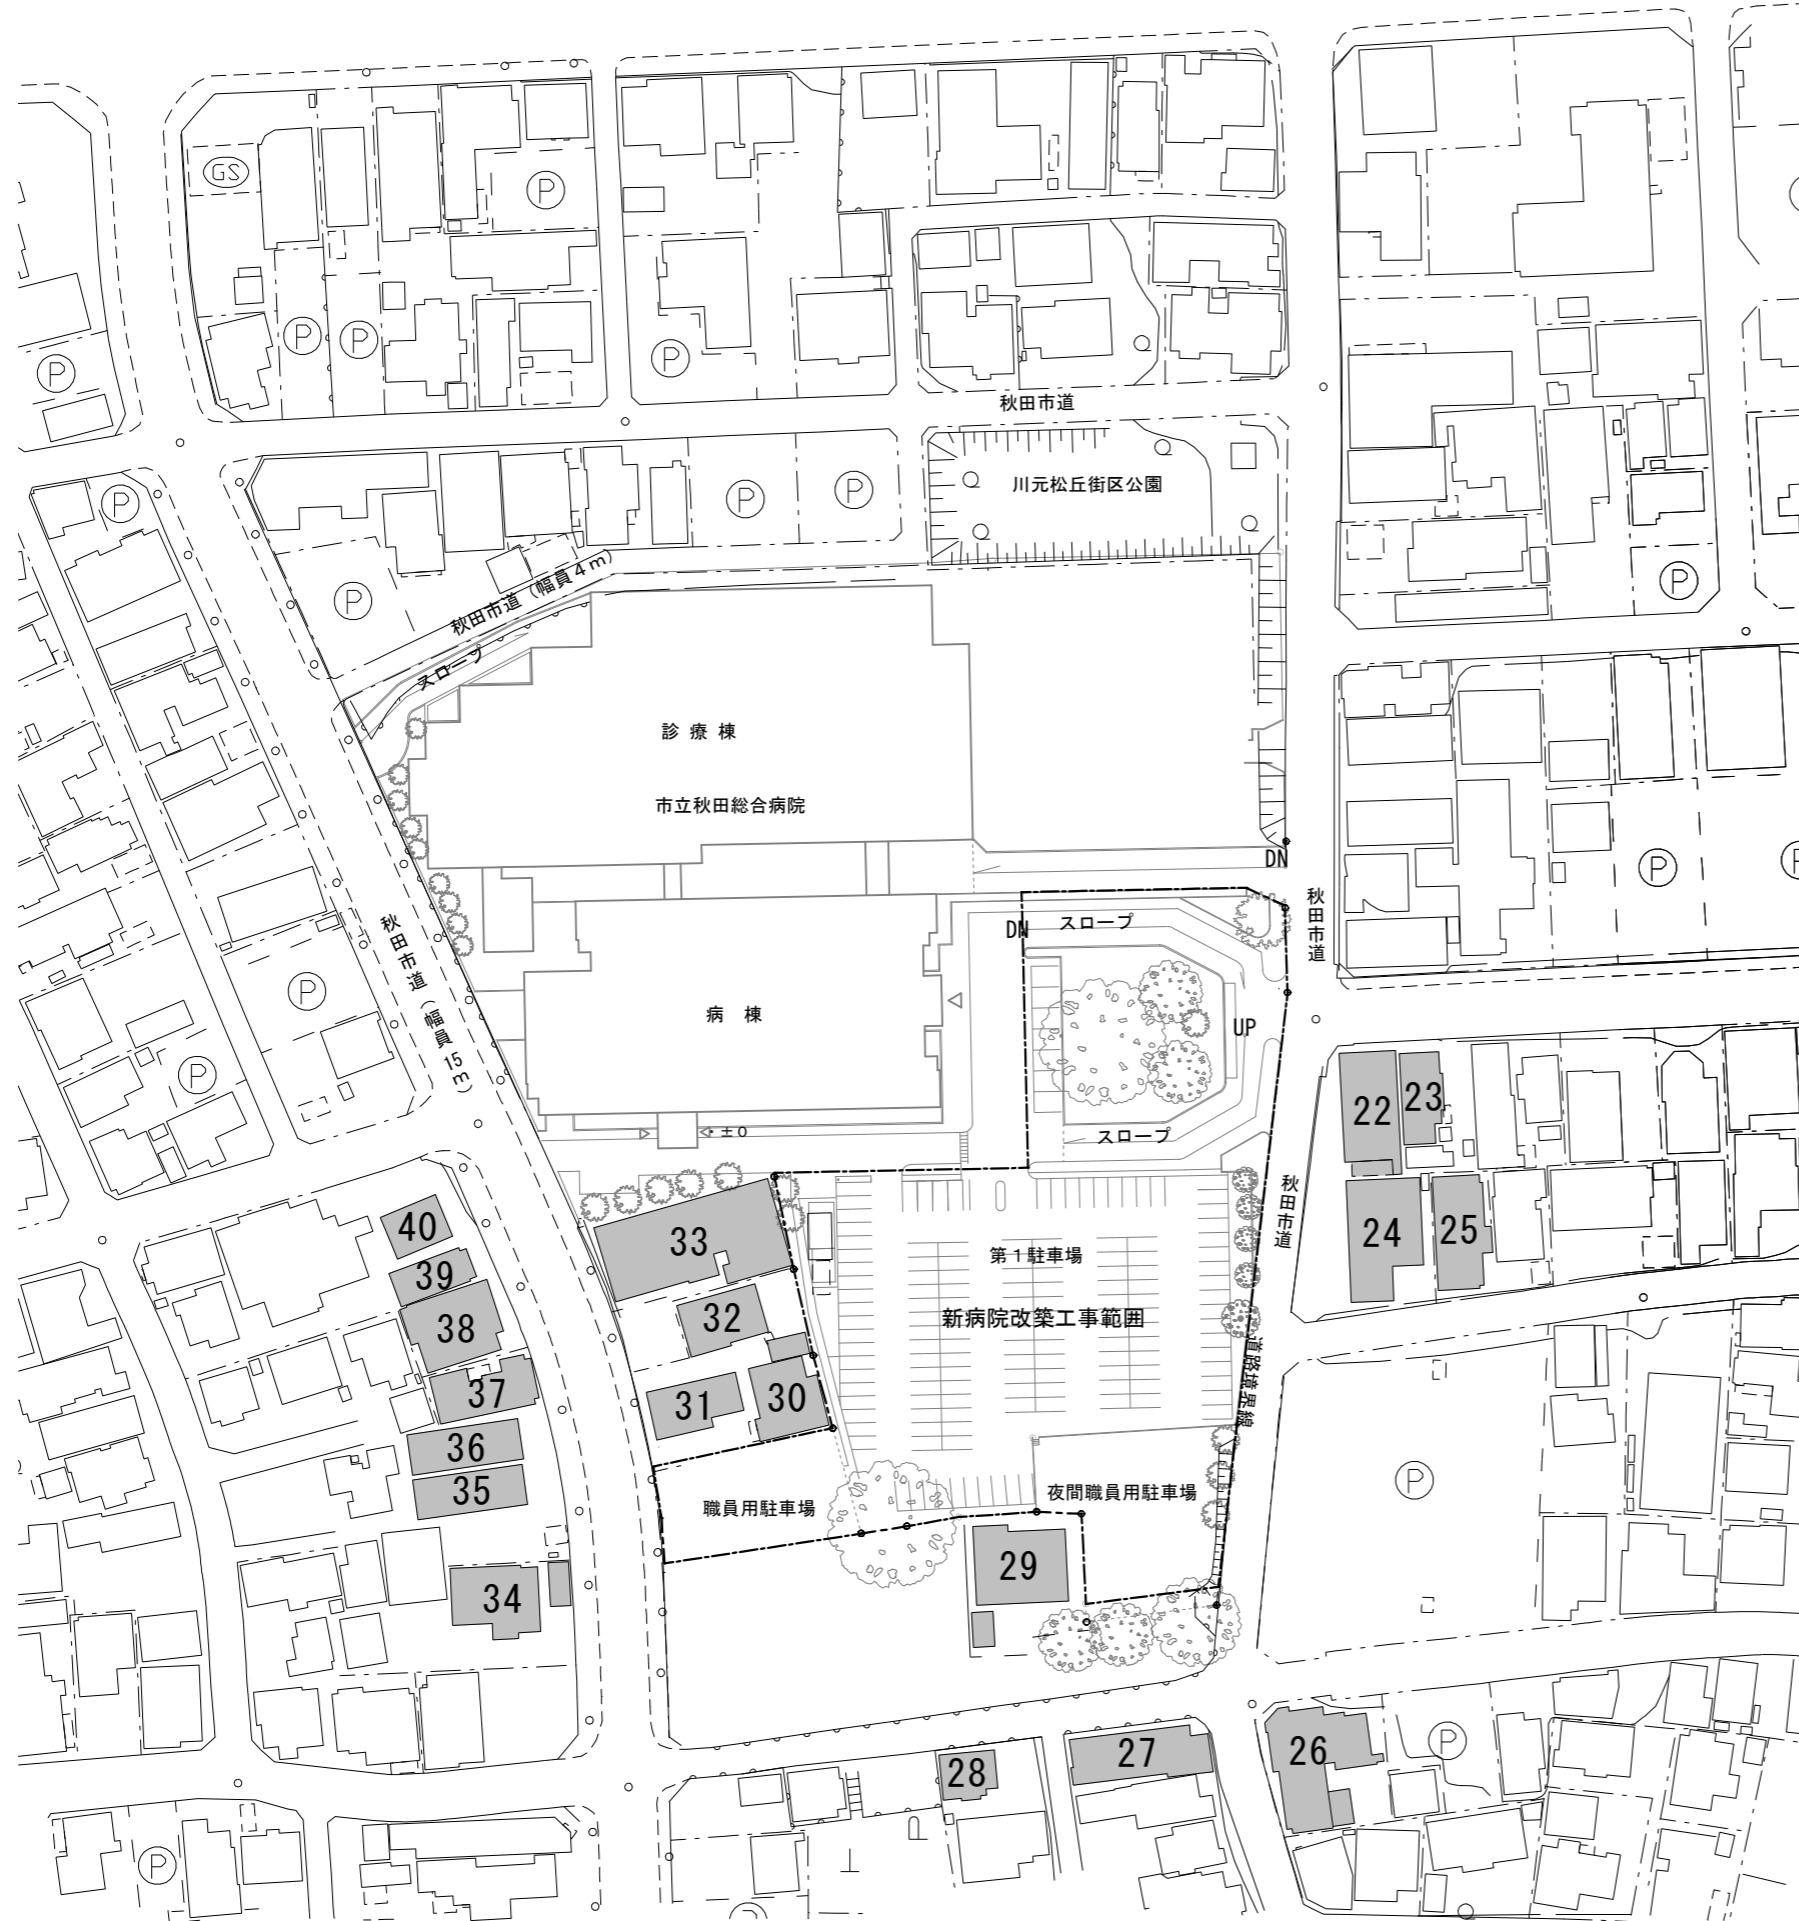 GS
P
P
P
P
P
秋田市道
P
P
P
川元松丘街区公園
P
P
P
秋田市道（幅員４ｍ）
スロープ
診 療 棟
市立秋田総合病院
DN
P
P
秋田市道
DN
スロープ
秋田市道（幅員15ｍ）
P
病 棟
UP
P
±０
スロープ
22
23
24
25
秋田市道
40
33
第１駐車場
39
38
32
新病院改築工事範囲
道路境界線
37
31
30
36
35
職員用駐車場
夜間職員用駐車場
P
29
34
28
27
26
P
P
P